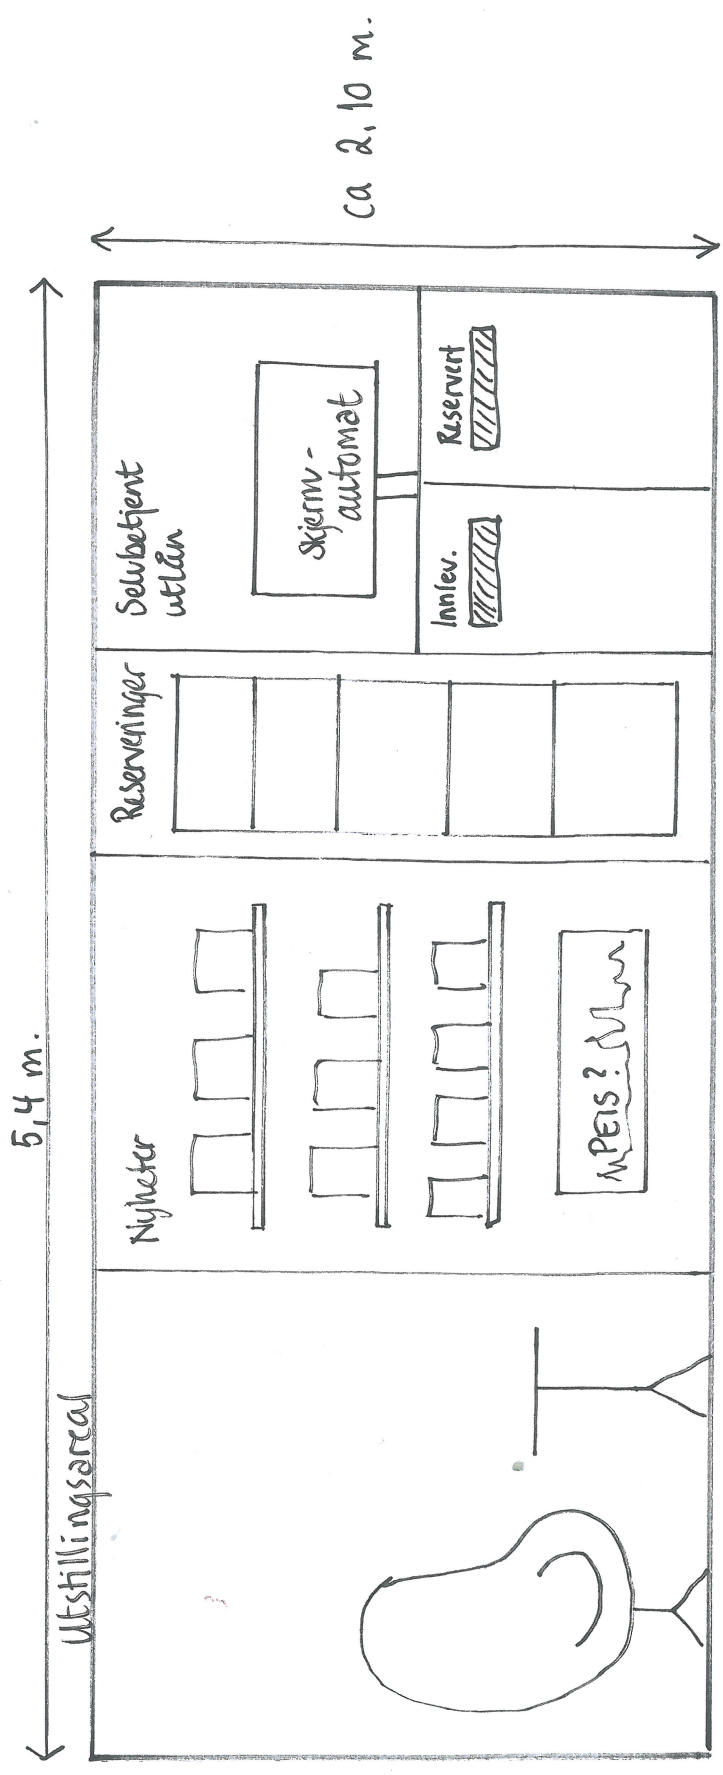 5,4 m.
ca 2,10 m.
Utstillingsareal
Nyheter
PEIS?
Reserveringer
Selvbetjent
utlån
Skjerm-
automat
Innlev.
Reservert